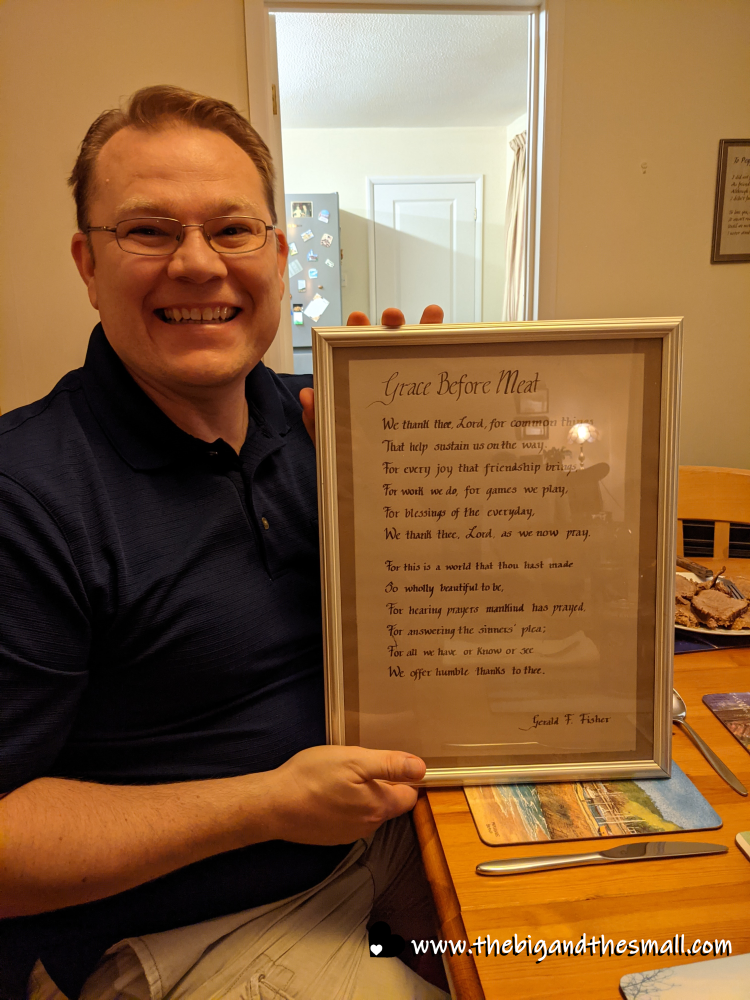 Grace Before Meat
We thank thee, Lord, for common things
That help sustain us on the way
For every joy that friendship brings
For work we do, for games we play,
For blessings of the everyday,
We thank thee, Lord, as we now pray.
For this is a world that thou hast made
So wholly beautiful to be,
For hearing prayers mankind has prayed,
For answering the sinners' plea;
For all we have or know or see
We offer humble thanks to thee.
Gerald F. Fisher
www.thebigandthesmall.com